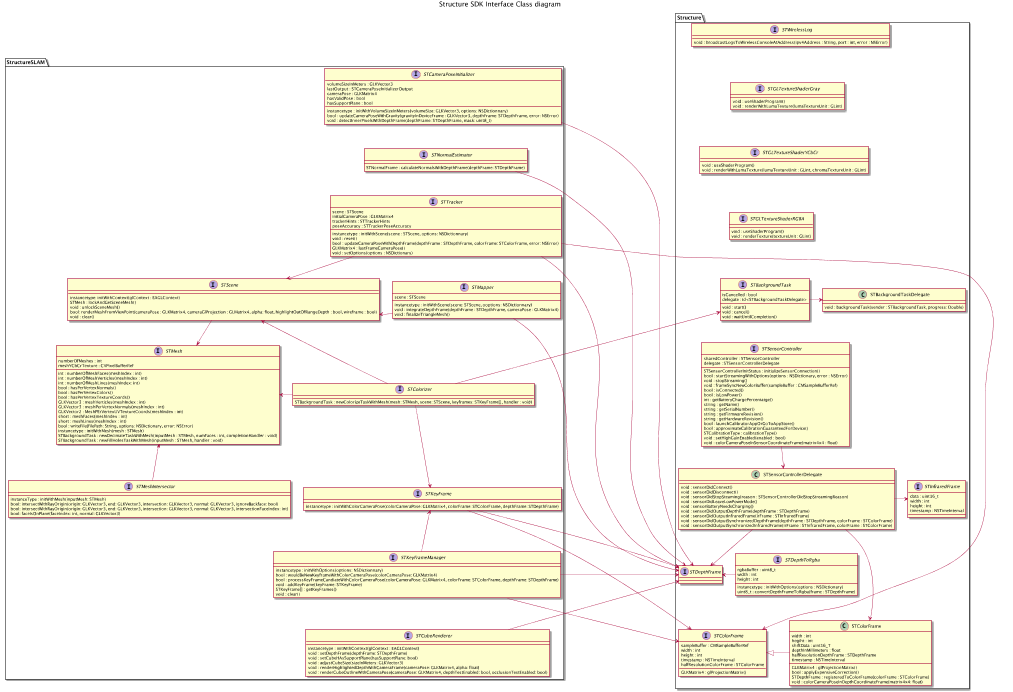 Structure SDK Interface Class diagram
StructureSLAM
STCameraPoseInitializer
volumeSizeInMeters : GLKVector3
lastOutput : STCameraPoseInitializerOutput
cameraPose : GLKMatrix4
hasValidPose : bool
hasSupportPlane : bool
instancetype : initWithVolumeSizeInMeters(volumeSize: GLKVector3, options: NSDictionnary)
bool : updateCameraPoseWithGravity(gravityInDeviceFrame : GLKVector3, depthFrame: STDepthFrame, error: NSError)
void : detectInnerPixelsWithDepthFrame(depthFrame: STDepthFrame, mask: uint8_t)
STNormalEstimator
STNormalFrame : calculateNormalsWithDepthFrame(depthFrame: STDepthFrame)
STTracker
scene : STScene
initialCameraPose : GLKMatrix4
trackerHints : STTrackerHints
poseAccuracy : STTrackerPoseAccuracy
instancetype : initWithScene(scene: STScene, options: NSDictionnary)
void : reset()
bool : updateCameraPoseWithDepthFrame(depthFrame : STDepthFrame, colorFrame: STColorFrame, error: NSError)
GLKMatrix4 : lastFrameCameraPose()
void : setOptions(options : NSDictionary)
STScene
instancetype: initWithContext(glContext : EAGLContext)
STMesh : lockAndGetSceneMesh()
void : unlockSceneMesh()
bool : renderMeshFromViewPoint(cameraPose : GLKMatrix4, cameraGLProjection : GLKMatrix4, alpha: float, highlightOutOfRangeDepth : bool, wireframe : bool)
void : clear()
STMapper
scene : STScene
instancetype : initWithScene(scene: STScene, options: NSDictionary)
void : integrateDepthFrame(depthFrame : STDepthFrame, cameraPose: GLKMatrix4)
void : finalizeTriangleMesh()
STMesh
numberOfMeshes : int
meshYCbCrTexture : CVPixelBufferRef
int : numberOfMeshFaces(meshIndex : int)
int : numberOfMeshVertices(meshIndex : int)
int : numberOfMeshLines(meshIndex : int)
bool : hasPerVertexNormals()
bool : hasPerVertexColors()
bool : hasPerVertexTextureCoords()
GLKVector3 : meshVertices(meshIndex : int)
GLKVector3 : meshPerVertexNormals(meshIndex : int)
GLKVector2 : MeshPerVertexUVTextureCoords(meshIndex : int)
short : meshFaces(meshIndex : int)
short : meshLines(meshIndex : int)
bool : writeFile(filePath: String, options: NSDictionary, error: NSError)
instancetype : initWithMesh(mesh : STMesh)
STBackgroundTask : newDecimateTaskWithMesh(inputMesh : STMesh, numFaces : int, completionHandler : void)
STBackgroundTask : newFillHolesTaskWithMesh(inputMesh : STMesh, handler : void)
STColorizer
STBackgroundTask : newColorizeTaskWithMesh(mesh: STMesh, scene: STScene, keyframes: STKeyFrame[], handler : void)
STMeshIntersector
instanceType : initWithMesh(inputMesh: STMesh)
bool: intersectWithRayOrigin(origin: GLKVector3, end: GLKVector3, intersection: GLKVector3, normal: GLKVector3, ignoreBackFace: bool)
bool: intersectWithRayOrigin(origin: GLKVector3, end: GLKVector3, intersection: GLKVector3, normal: GLKVector3, intersectionFaceIndex: int)
bool : faceIsOnPlane(faceIndex: int, normal: GLKVector3)
STKeyFrame
instancetype : initWithColorCameraPose(colorCameraPose: GLKMatrix4, colorFrame: STColorFrame, depthFrame: STDepthFrame)
STKeyFrameManager
instancetype : initWithOptions(options: NSDictionary)
bool : wouldBeNewKeyframeWithColorCameraPose(colorCameraPose: GLKMatrix4)
bool : processKeyFrameCandidateWithColorCameraPose(colorCameraPose: GLKMatrix4, colorFrame: STColorFrame, depthFrame: STDepthFrame)
void : addKeyFrame(keyFrame: STKeyFrame)
STKeyFrame[] : getKeyFrames()
void : clear()
STCubeRenderer
instancetype : initWithContext(glContext : EAGLContext)
void : setDepthFrame(depthFrame: STDepthFrame)
void : setCubeHasSupportPlane(hasSupportPlane: bool)
void : adjustCubeSize(sizeInMeters: GLKVector3)
void : renderHighlightedDepthWithCameraFrame(cameraPose: GLKMatrix4, alpha: float)
void : renderCubeOutlineWithCameraPose(cameraPose: GLKMatrix4, depthTestEnabled: bool, occlusionTestEnabled: bool)
Structure
STWirelessLog
void : broadcastLogsToWirelessConsoleAtAddress(ipv4Address : String, port : int, error : NSError)
STGLTextureShaderGray
void : useShaderProgram()
void : renderWithLumaTexture(lumaTextureUnit : GLint)
STGLTextureShaderYCbCr
void : useShaderProgram()
void : renderWithLumaTexture(lumaTextureUnit : GLint, chromaTextureUnit : GLint)
STGLTextureShaderRGBA
void : useShaderProgram()
void : renderTexture(textureUnit : GLint)
STBackgroundTask
isCancelled : bool
delegate : id<STBackgroundTaskDelegate>
void : start()
void : cancel()
void : waitUntilCompletion()
STBackgroundTaskDelegate
void : backgroundTask(sender : STBackgroundTask, progress: Double)
STSensorController
sharedController : STSensorController
delegate : STSensorControllerDelegate
STSensorControllerInitStatus : initializeSensorConnection()
bool : startStreamingWithOptions(options : NSDictionary, error : NSError)
void : stopStreaming()
void : frameSyncNewColorBuffer(sampleBuffer : CMSampleBufferRef)
bool : isConnected()
bool : isLowPower()
int : getBatteryChargePercentage()
string : getName()
string : getSerialNumber()
string : getFirmwareRevision()
string : getHardwareRevision()
bool : launchCalibratorAppOrGoToAppStore()
bool : approximateCalibrationGuaranteedForDevice()
STCalibrationType : calibrationType()
void : setHighGainEnabled(enabled : bool)
void : colorCameraPoseInSensorCoordinateFrame(matrix4x4 : float)
STSensorControllerDelegate
void : sensorDidConnect()
void : sensorDidDisconnect()
void : sensorDidStopStreaming(reason : STSensorControllerDidStopStreamingReason)
void : sensorDidLeaveLowPowerMode()
void : sensorBatteryNeedsCharging()
void : sensorDidOutputDepthFrame(depthFrame : STDepthFrame)
void : sensorDidOutputInfraredFrame(irFrame : STInfraredFrame)
void : sensorDidOutputSynchronizedDepthFrame(depthFrame : STDepthFrame, colorFrame : STColorFrame)
void : sensorDidOutputSynchronizedInfraredFrame(irFrame : STInfraredFrame, colorFrame : STColorFrame)
STInfraredFrame
data : uint16_t
width : int
height : int
timestamp : NSTimeInterval
STDepthFrame
STDepthToRgba
rgbaBuffer : uint8_t
width : int
height : int
instancetype : initWithOptions(options : NSDictionary)
uint8_t : convertDepthFrameToRgba(frame : STDepthFrame)
STColorFrame
sampleBuffer : CMSampleBufferRef
width : int
height : int
timestamp : NSTimeInterval
halfResolutionColorFrame : STColorFrame
GLKMatrix4 : glProjectionMatrix()
STColorFrame
width : int
height : int
shiftData : uint16_T
depthInMillimeters : float
halfResolutionDepthFrame : STDepthFrame
timestamp : NSTimeInterval
GLKMatrix4 : glProjectionMatrix()
bool : applyExpensiveCorrection()
STDepthFrame : registeredToColorFrame(colorFrame : STColorFrame)
void : colorCameraPoseInDepthCoordinateFrame(matrix4x4: float)